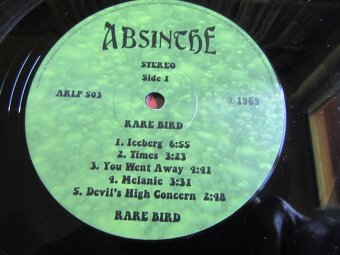 ABSINTHE
STEREO
Side 1
ARLP 503
℗ 1969
RARE BIRD
1. Iceberg 6:55
2. Times 3:23
3. You Went Away 4:41
4. Melanie 3:31
5. Devil's High Concern 2:48
RARE BIRD